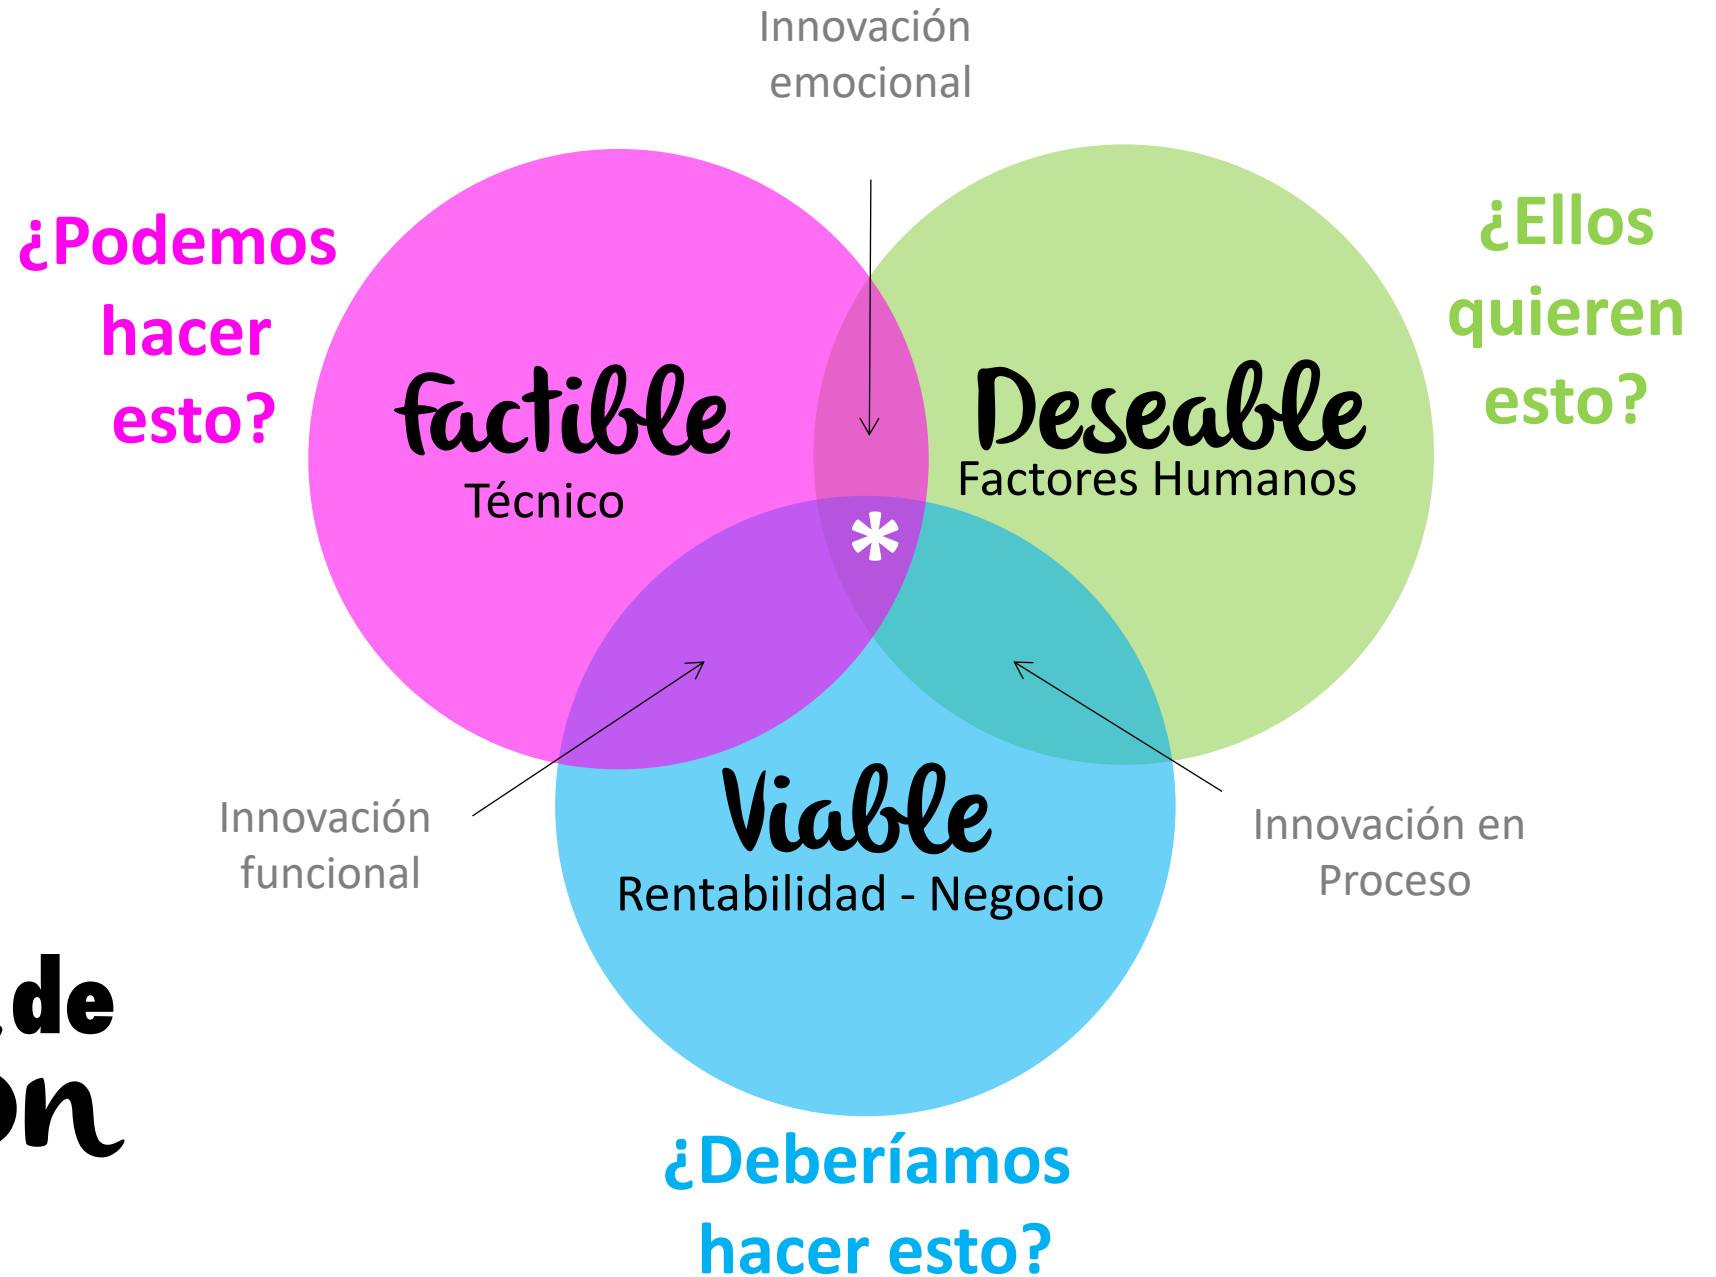 Innovación
emocional
¿Podemos
hacer
esto?
¿Ellos
quieren
esto?
factible
Técnico
Deseable
Factores Humanos
*
Innovación
funcional
Viable
Rentabilidad - Negocio
Innovación en
Proceso
de
¿Deberíamos
hacer esto?